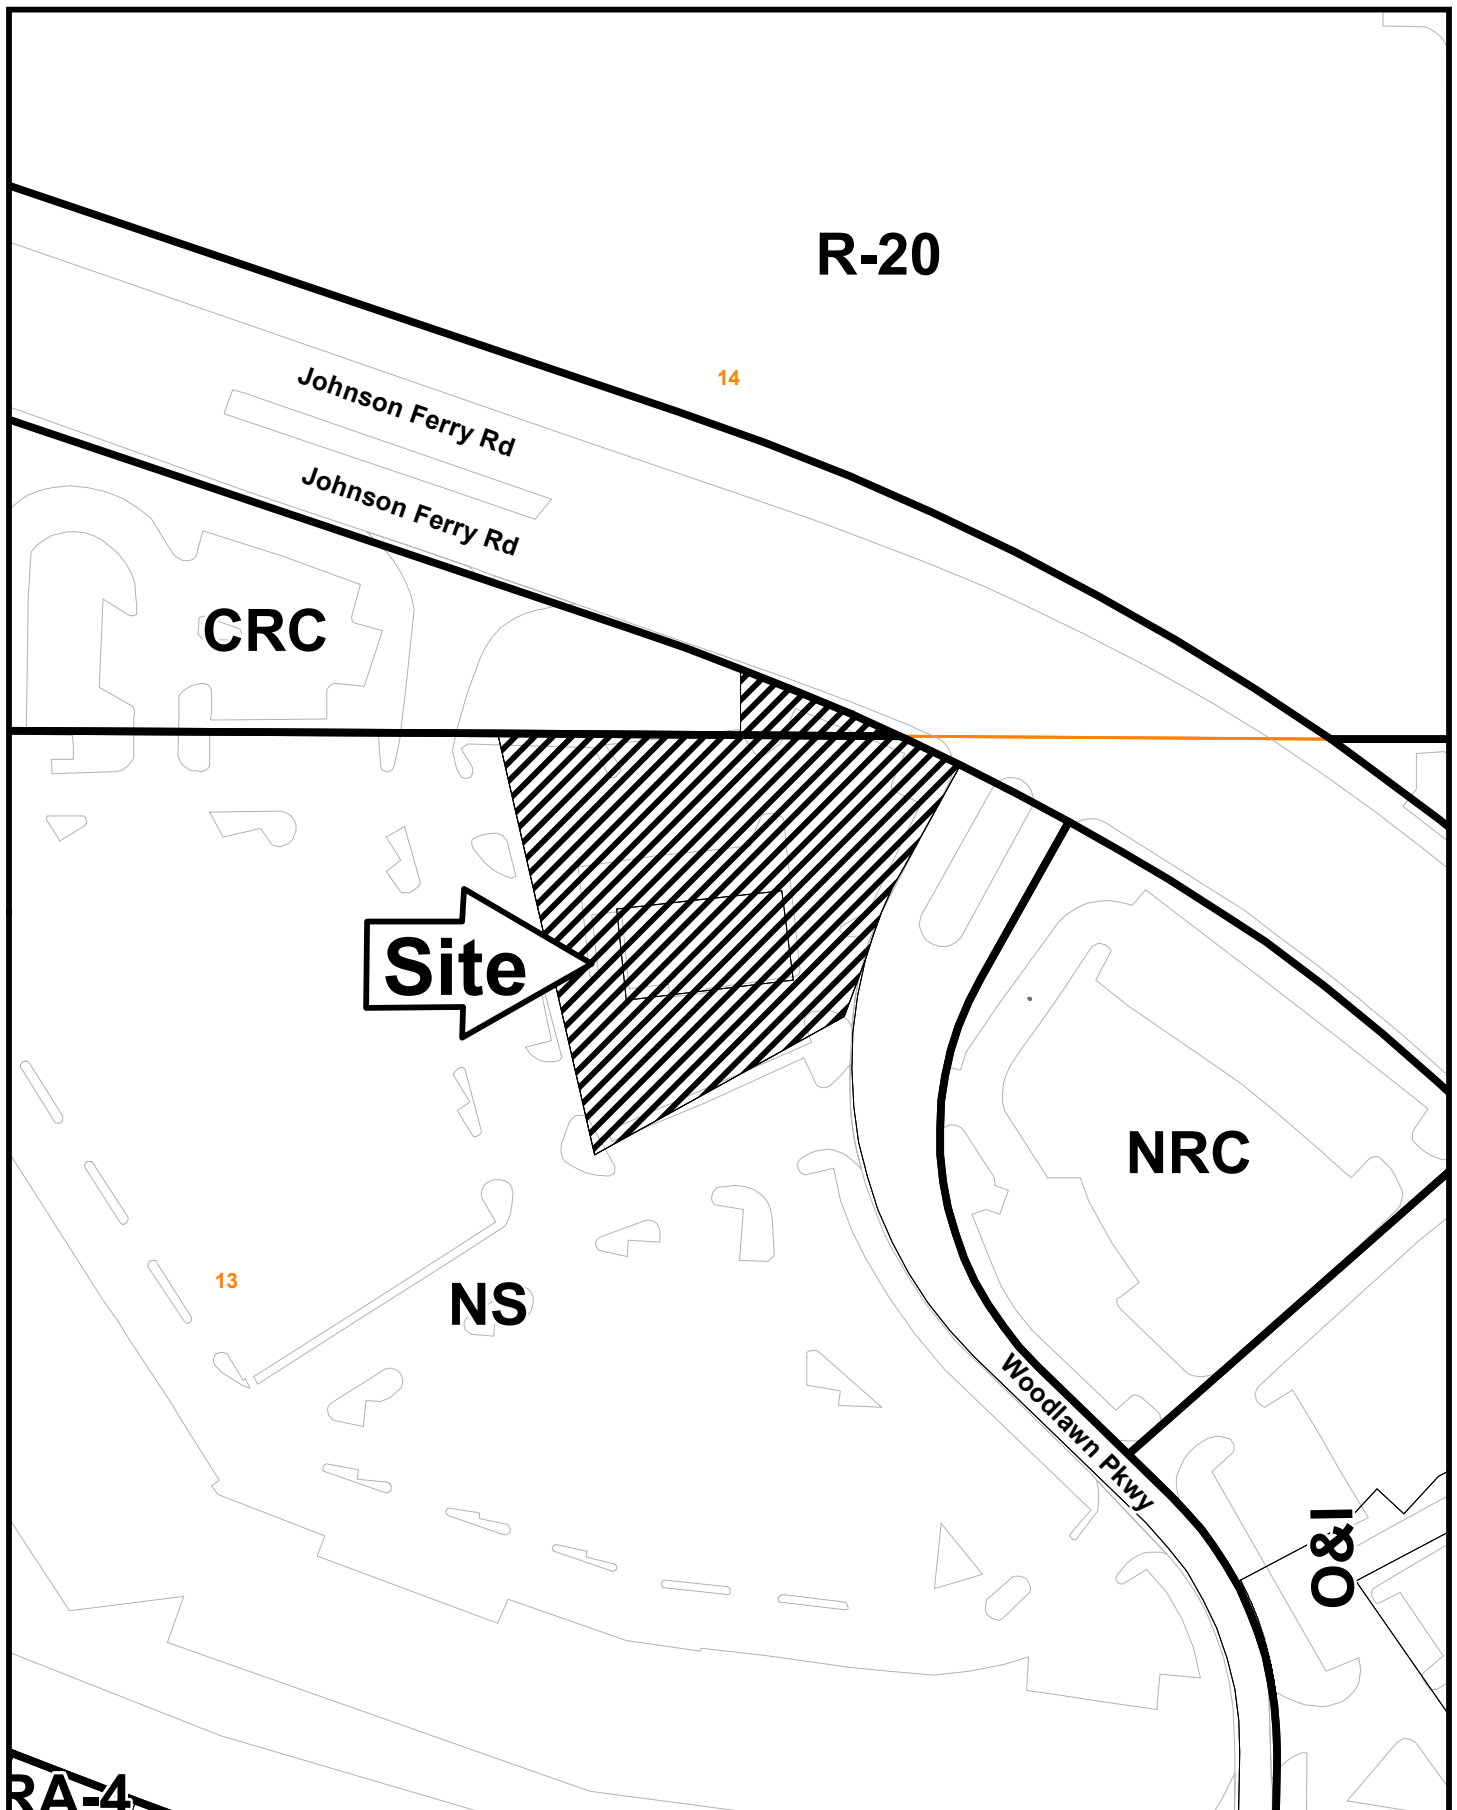 R-20
14
Johnson Ferry Rd
Johnson Ferry Rd
CRC
Site
NRC
13
NS
Woodlawn Pkwy
O&I
RA-4